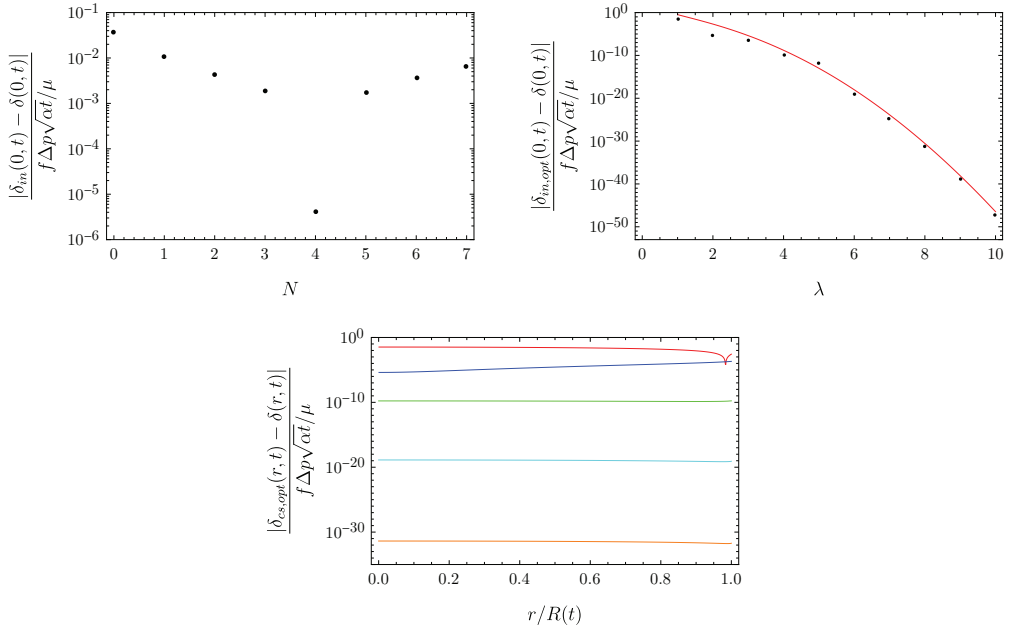 |δ_{in}(0, t) − δ(0, t)|
f Δp√αt/μ
10^{-1}
10^{-2}
10^{-3}
10^{-4}
10^{-5}
10^{-6}
0 1 2 3 4 5 6 7
N
|δ_{in,opt}(0, t) − δ(0, t)|
f Δp√αt/μ
10^{0}
10^{-10}
10^{-20}
10^{-30}
10^{-40}
10^{-50}
0 2 4 6 8 10
λ
|δ_{cs,opt}(r, t) − δ(r, t)|
f Δp√αt/μ
10^{0}
10^{-10}
10^{-20}
10^{-30}
0.0 0.2 0.4 0.6 0.8 1.0
r/R(t)